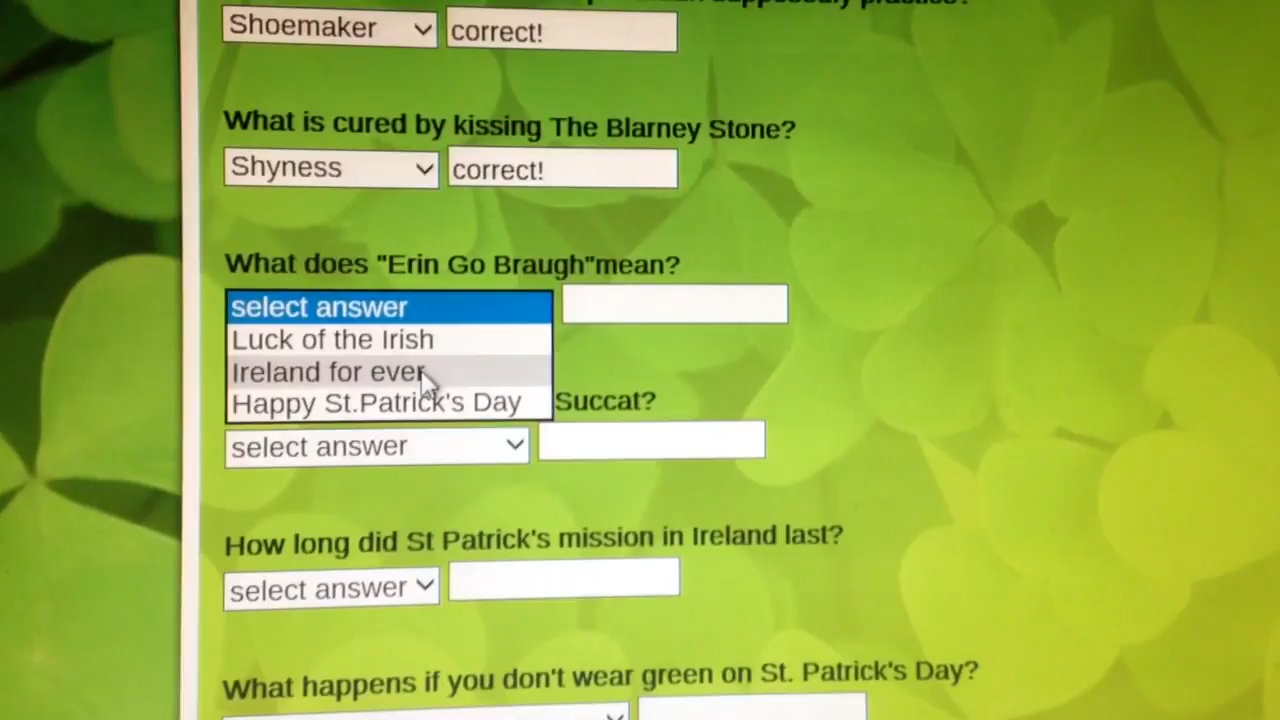 supposedly practice?
Shoemaker correct!
What is cured by kissing The Blarney Stone?
Shyness correct!
What does "Erin Go Braugh"mean?
select answer
Luck of the Irish
Ireland for ever
Happy St.Patrick's Day
Succat?
select answer
How long did St Patrick's mission in Ireland last?
select answer
What happens if you don't wear green on St. Patrick's Day?